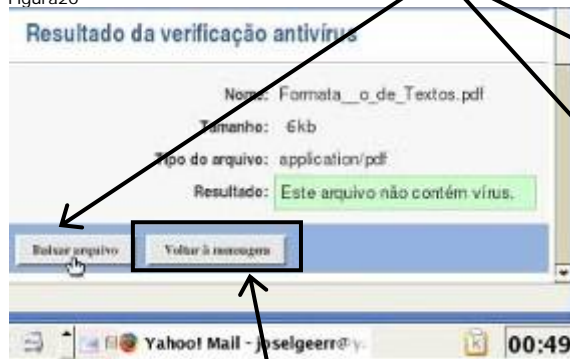 Figura26
Resultado da verificação antivírus
Nome: Formata__o_de_Textos.pdf
Tamanho: 6kb
Tipo do arquivo: application/pdf
Resultado: Este arquivo não contém vírus.
Baixar arquivo Voltar à mensagem
Yahoo! Mail - joselgeerr@y 00:49